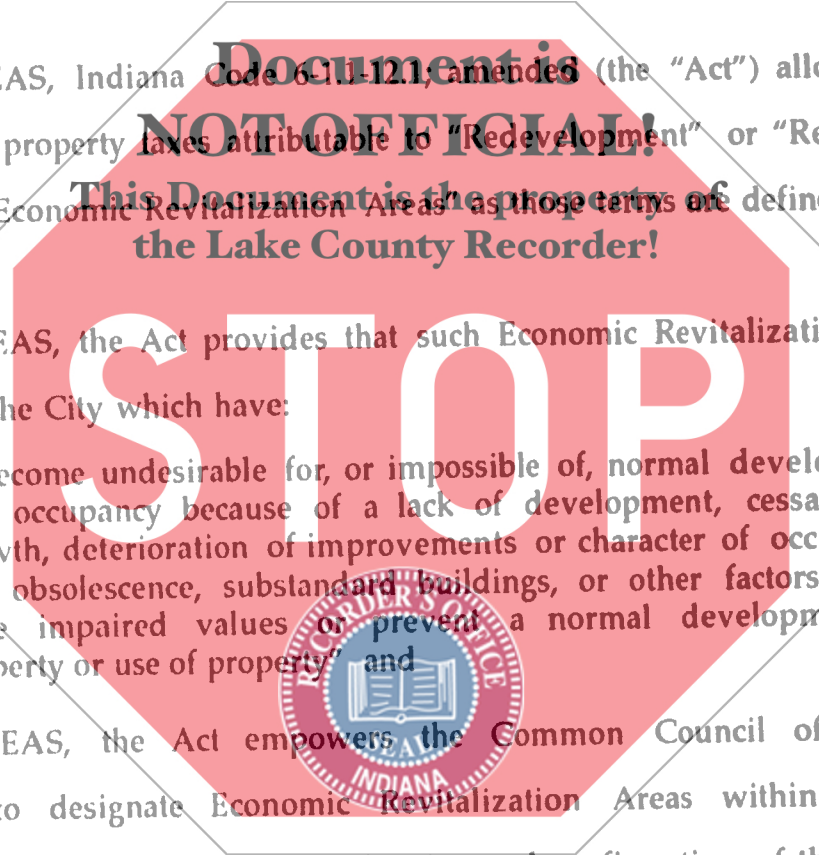 Document is
EAS, Indiana Code 6-1.1-12.1; amended (the “Act”) allo
NOT OFFICIAL!
property taxes attributable to “Redevelopment” or “Re
This Document is the property of
Economic Revitalization Areas” as those terms are define
the Lake County Recorder!
EAS, the Act provides that such Economic Revitalizati
he City which have:
STOP
ecome undesirable for, or impossible of, normal develo
occupancy because of a lack of development, cessa
wth, deterioration of improvements or character of occ
obsolescence, substandard buildings, or other factors
e impaired values or prevent a normal developm
perty or use of property” and
RECORDER'S OFFICE
SEAL
INDIANA
EAS, the Act empowers the Common Council of
to designate Economic Revitalization Areas within